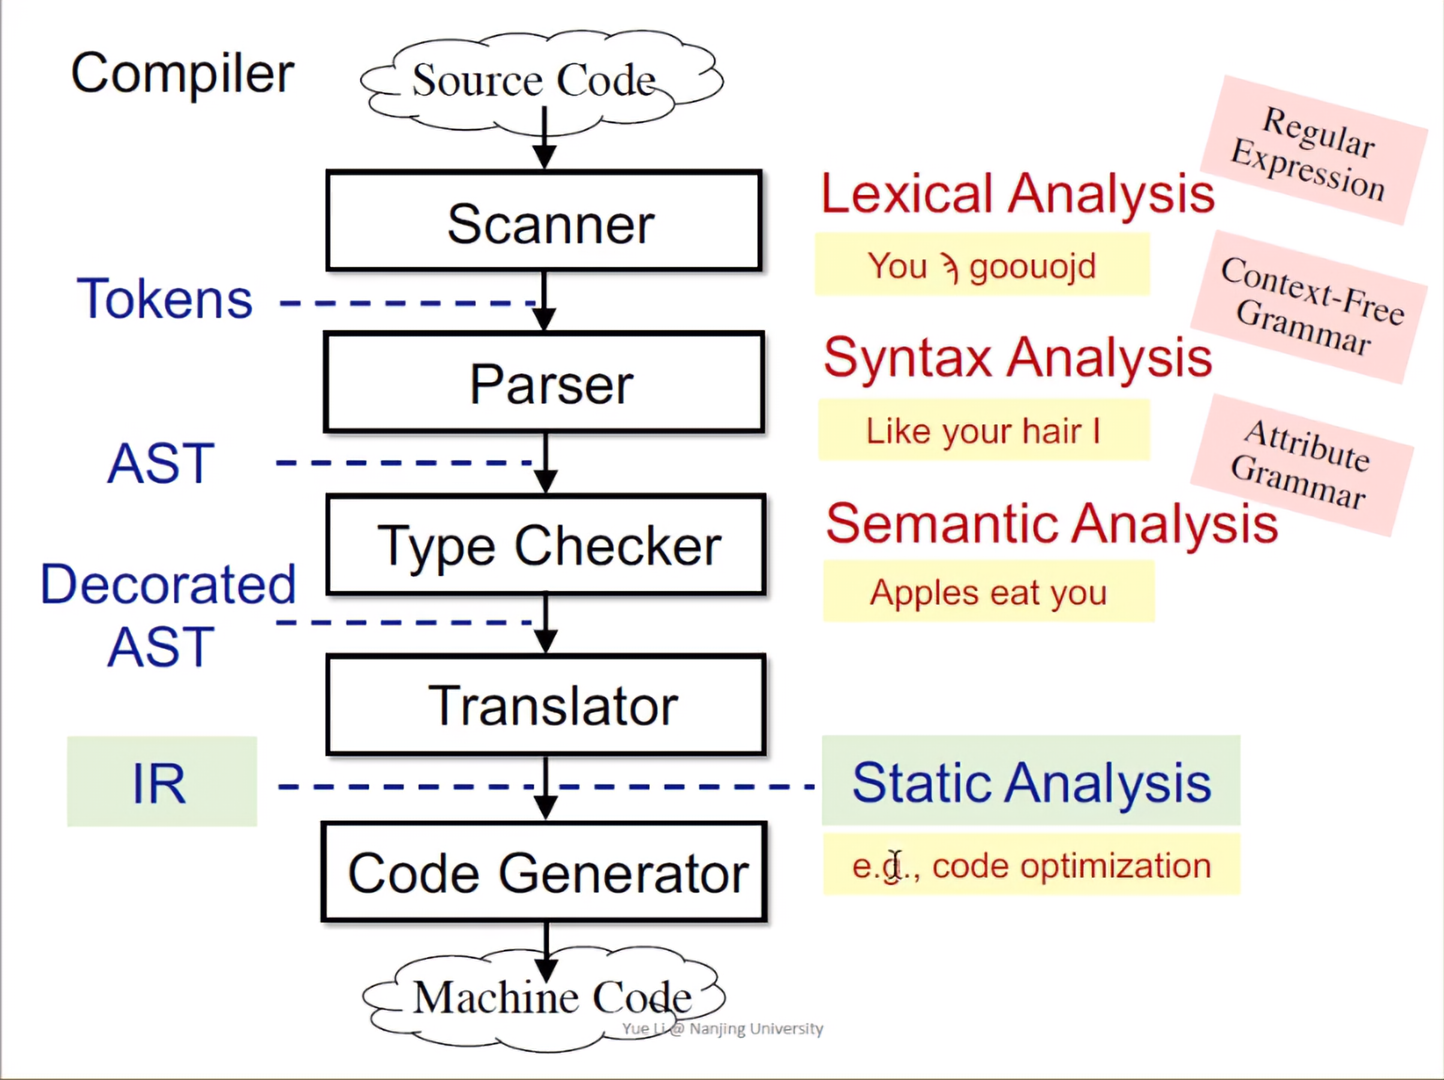 Compiler
Source Code
Regular
Expression
Scanner
Lexical Analysis
You goouojd
Tokens
Context-Free
Grammar
Parser
Syntax Analysis
Like your hair I
AST
Attribute
Grammar
Type Checker
Semantic Analysis
Apples eat you
Decorated
AST
Translator
IR
Static Analysis
e.g., code optimization
Code Generator
Machine Code
Yue Li @ Nanjing University